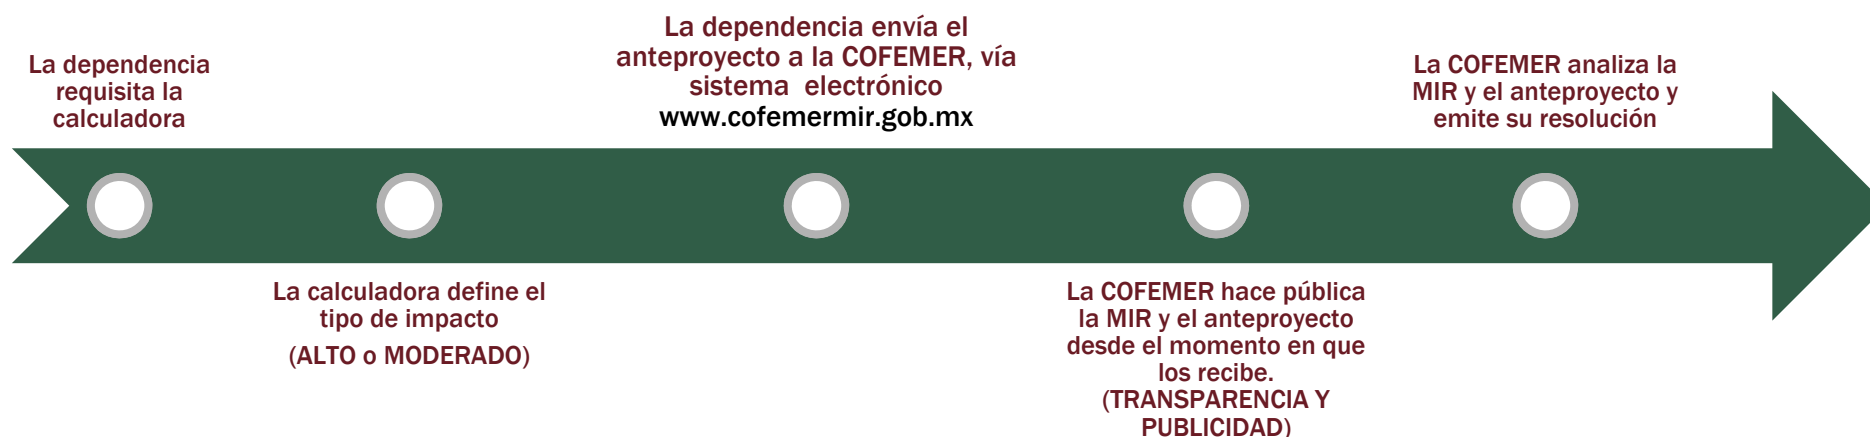 La dependencia
requisita la
calculadora
La calculadora define el
tipo de impacto
(ALTO o MODERADO)
La dependencia envía el
anteproyecto a la COFEMER, vía
sistema electrónico
www.cofemermir.gob.mx
La COFEMER hace pública
la MIR y el anteproyecto
desde el momento en que
los recibe.
(TRANSPARENCIA Y
PUBLICIDAD)
La COFEMER analiza la
MIR y el anteproyecto y
emite su resolución